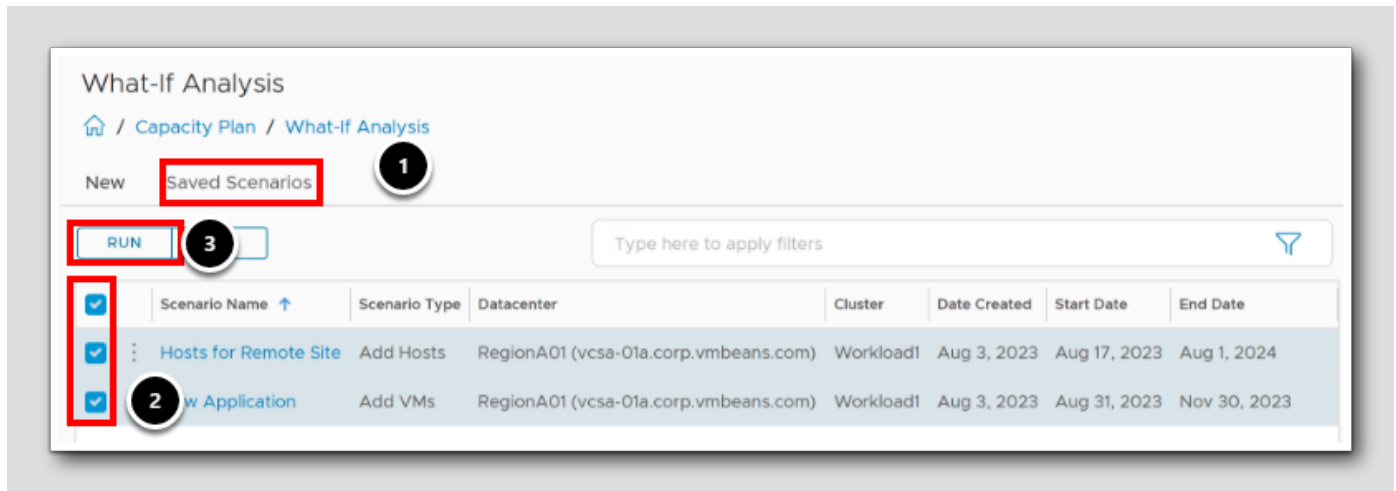 What-If Analysis
/ Capacity Plan / What-If Analysis
1
New Saved Scenarios
RUN 3 Type here to apply filters
Scenario Name ↑ Scenario Type Datacenter Cluster Date Created Start Date End Date
Hosts for Remote Site Add Hosts RegionA01 (vcsa-01a.corp.vmbeans.com) Workload1 Aug 3, 2023 Aug 17, 2023 Aug 1, 2024
2 w Application Add VMs RegionA01 (vcsa-01a.corp.vmbeans.com) Workload1 Aug 3, 2023 Aug 31, 2023 Nov 30, 2023